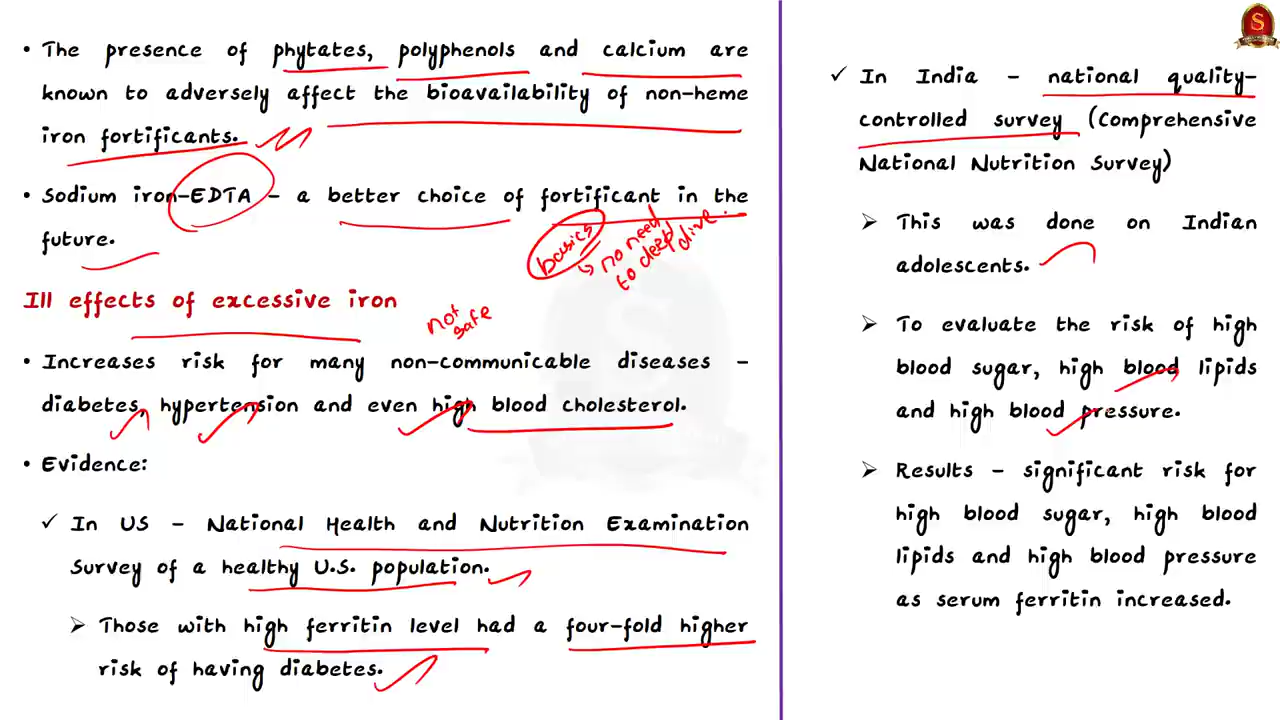 • The presence of phytates, polyphenols and calcium are
known to adversely affect the bioavailability of non-heme
iron fortificants.
• Sodium iron-EDTA - a better choice of fortificant in the
future.
basics
↳ no need
to deep
dive
Ill effects of excessive iron
not
safe
• Increases risk for many non-communicable diseases -
diabetes, hypertension and even high blood cholesterol.
• Evidence:
✓ In US - National Health and Nutrition Examination
Survey of a healthy U.S. population.
➢ Those with high ferritin level had a four-fold higher
risk of having diabetes.
S
✓ In India - national quality-
controlled survey (Comprehensive
National Nutrition Survey)
➢ This was done on Indian
adolescents.
➢ To evaluate the risk of high
blood sugar, high blood lipids
and high blood pressure.
➢ Results - significant risk for
high blood sugar, high blood
lipids and high blood pressure
as serum ferritin increased.